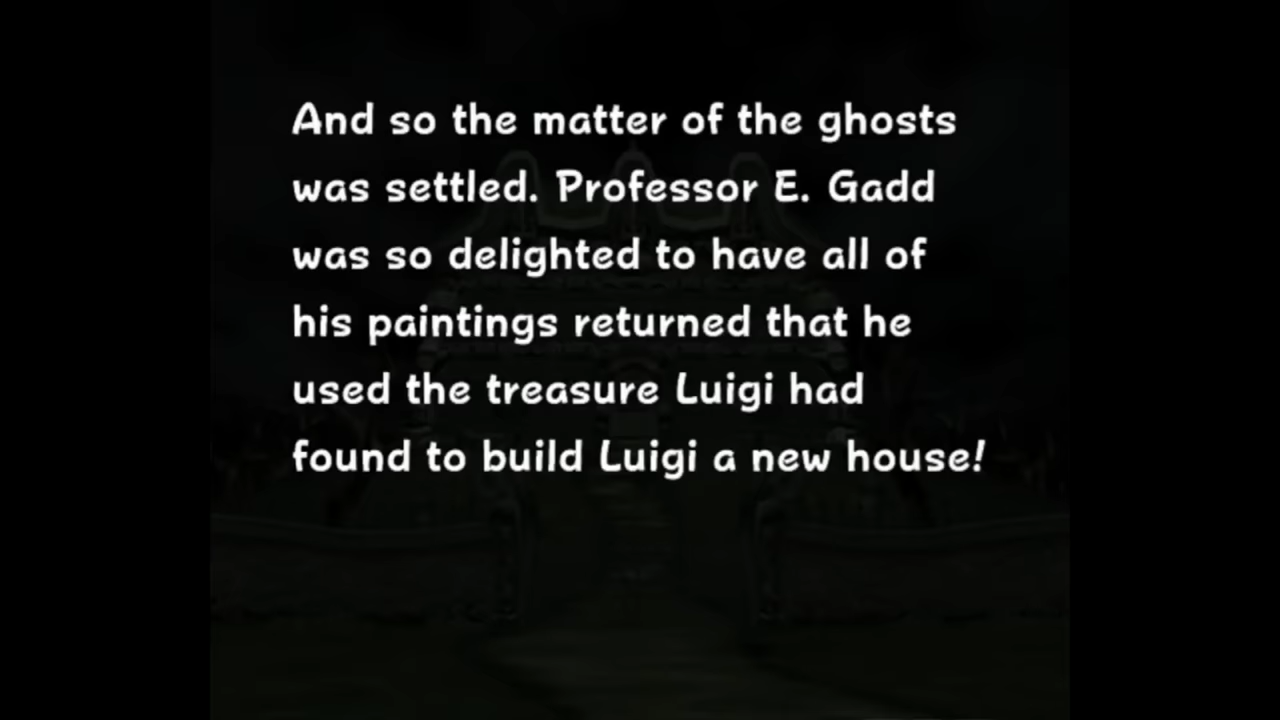 And so the matter of the ghosts
was settled. Professor E. Gadd
was so delighted to have all of
his paintings returned that he
used the treasure Luigi had
found to build Luigi a new house!